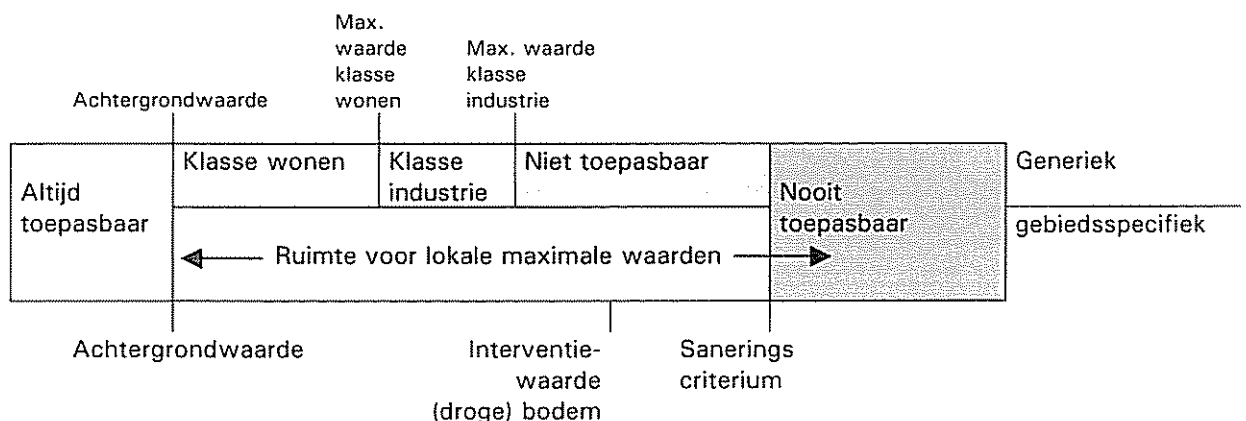 Max.
waarde
klasse
wonen
Max. waarde
klasse
industrie
Achtergrondwaarde
Altijd
toepasbaar
Klasse wonen
Klasse
industrie
Niet toepasbaar
Nooit
toepasbaar
Generiek
gebiedsspecifiek
Ruimte voor lokale maximale waarden
Achtergrondwaarde
Interventie-
waarde
(droge) bodem
Sanerings
criterium